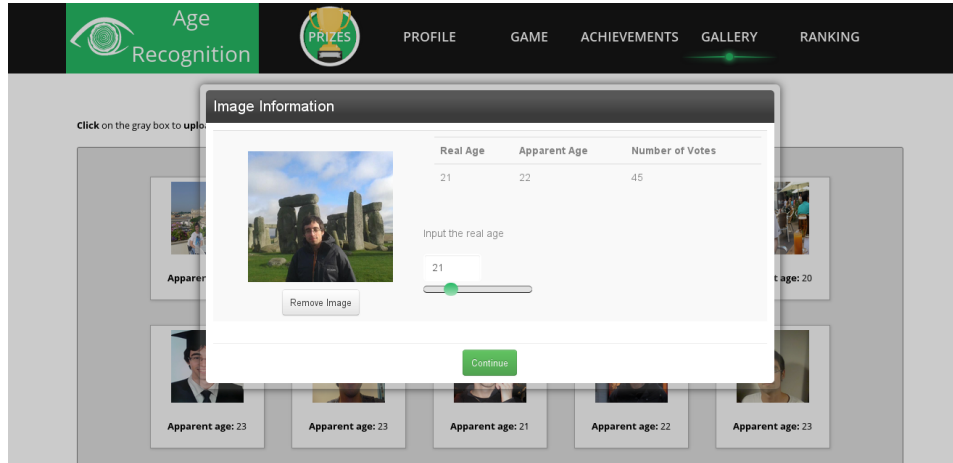 Age
Recognition
PRIZES
PROFILE
GAME
ACHIEVEMENTS
GALLERY
RANKING
Image Information
Click on the gray box to
Real Age Apparent Age Number of Votes
21 22 45
Input the real age
21
Remove Image
age: 20
Continue
Apparent age: 23
Apparent age: 23
Apparent age: 21
Apparent age: 22
Apparent age: 23